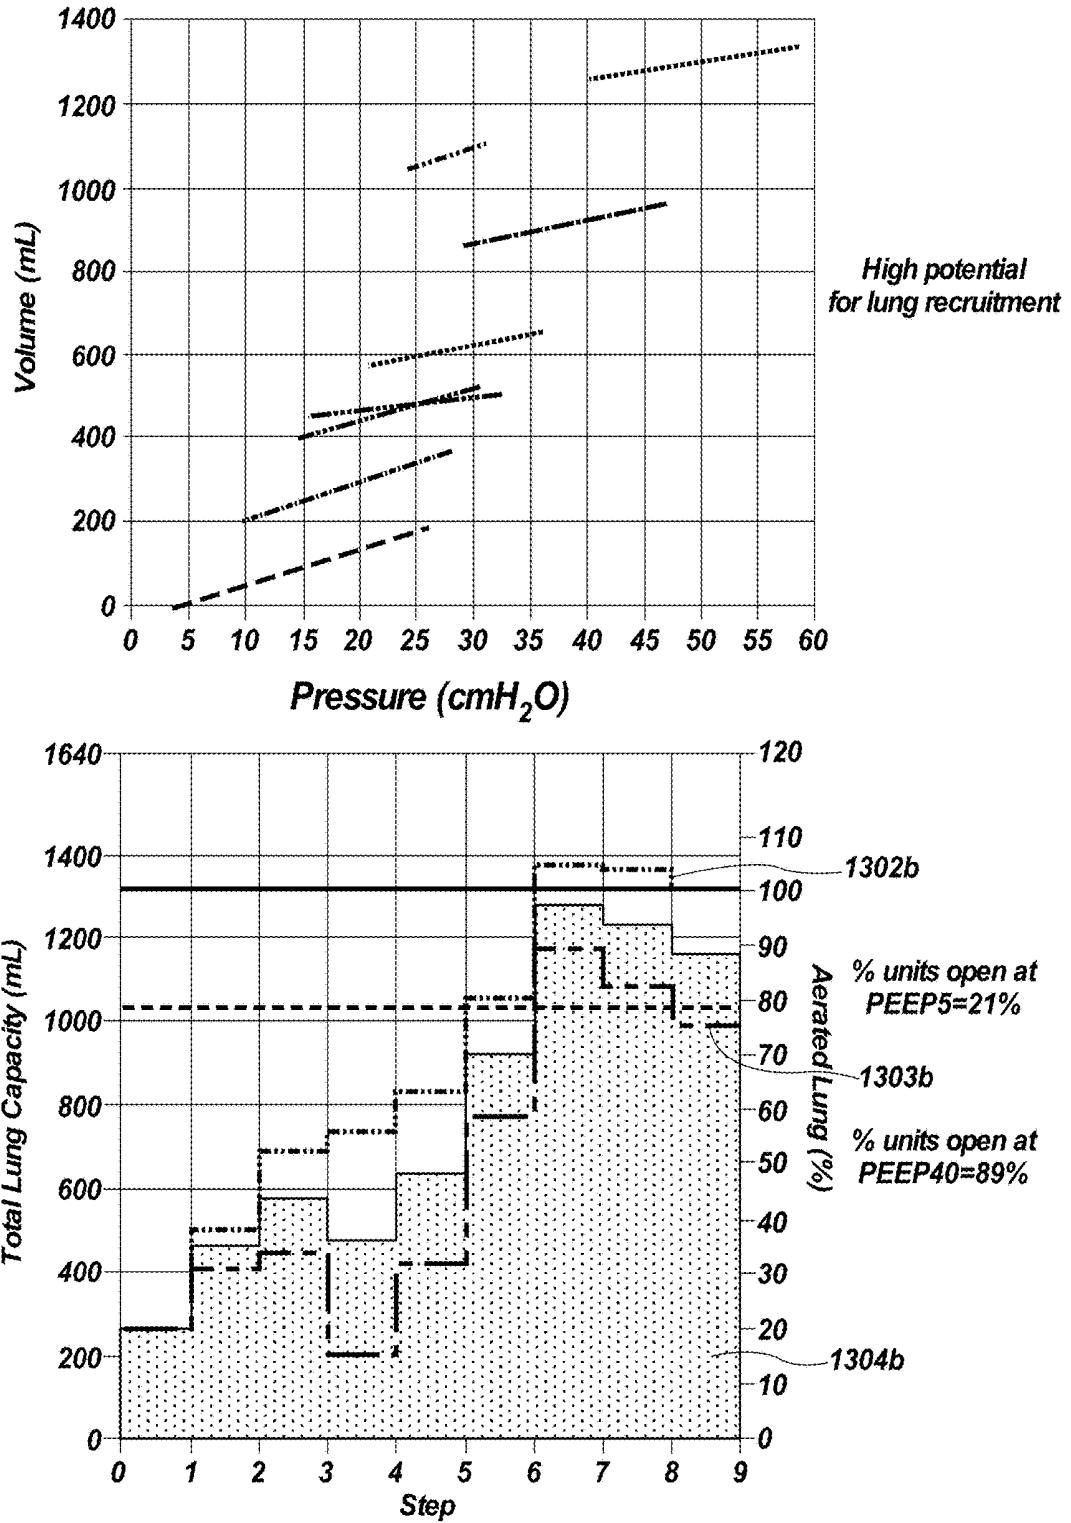 1400
1200
1000
800
600
400
200
0
Volume (mL)
0 5 10 15 20 25 30 35 40 45 50 55 60
Pressure (cmH2O)
High potential
for lung recruitment
1640
1400
1200
1000
800
600
400
200
0
Total Lung Capacity (mL)
0 1 2 3 4 5 6 7 8 9
Step
120
110
100
90
80
70
60
50
40
30
20
10
0
Aerated Lung (%)
1302b
% units open at
PEEP5=21%
1303b
% units open at
PEEP40=89%
1304b